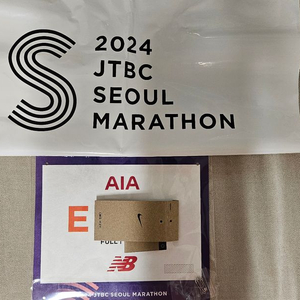 2024
JTBC
SEOUL
MARATHON
AIA
E
FULL
JTBC SEOUL MARATHON